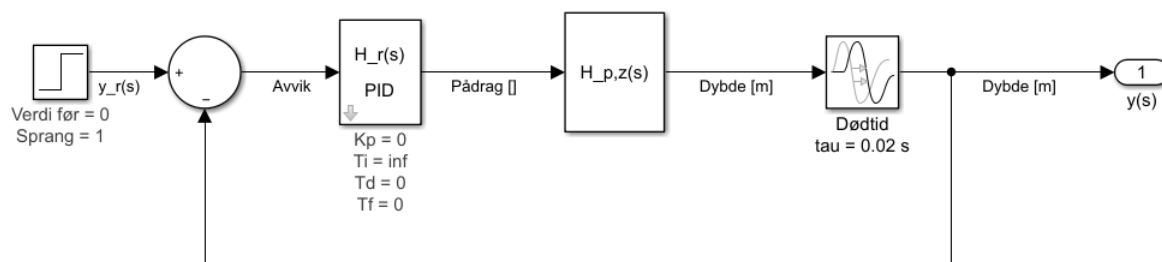 y_r(s)
Verdi før = 0
Sprang = 1
+
−
Avvik
H_r(s)
PID
Kp = 0
Ti = inf
Td = 0
Tf = 0
Pådrag []
H_p,z(s)
Dybde [m]
Dødtid
tau = 0.02 s
Dybde [m]
1
y(s)